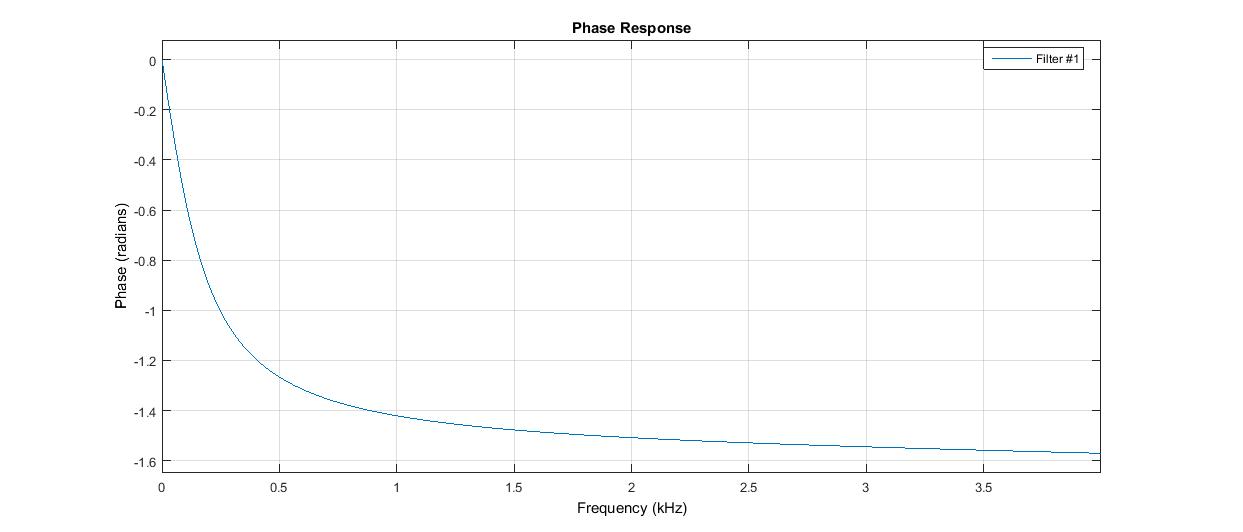 Phase Response
Filter #1
Phase (radians)
0
-0.2
-0.4
-0.6
-0.8
-1
-1.2
-1.4
-1.6
0 0.5 1 1.5 2 2.5 3 3.5
Frequency (kHz)